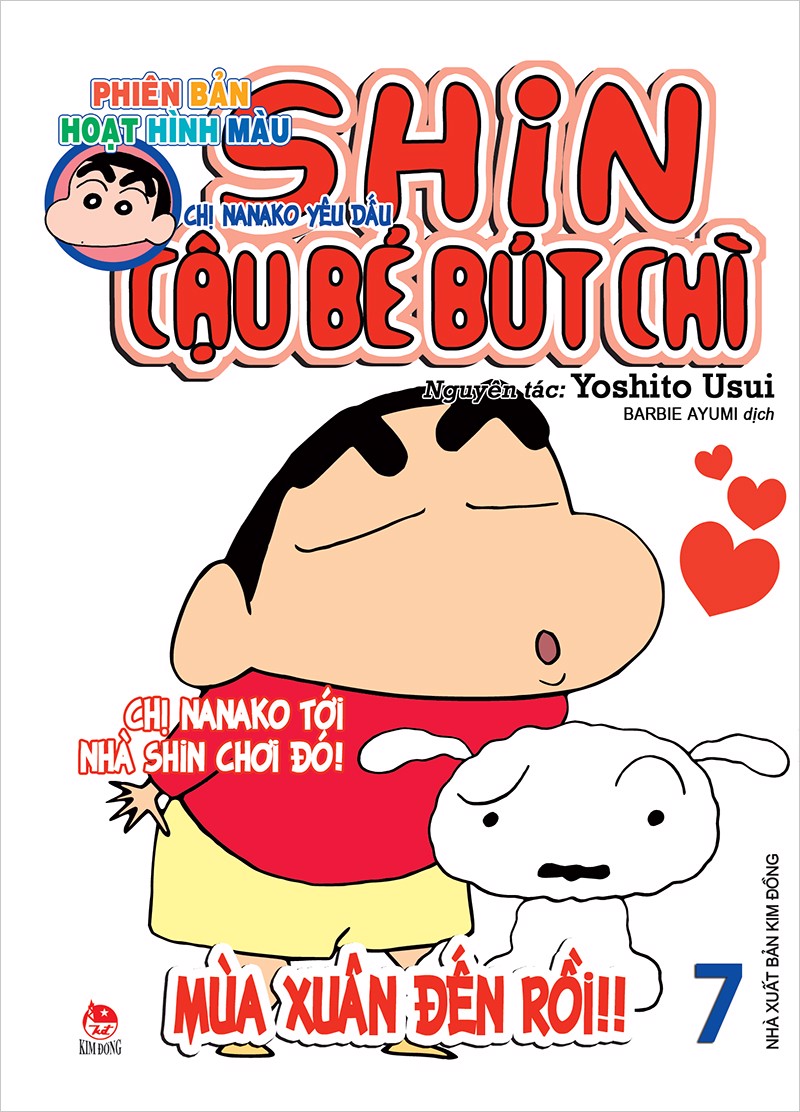 PHIÊN BẢN
HOẠT HÌNH MÀU
SHiN
CHỊ NANAKO YÊU DẤU
CẬU BÉ BÚT CHÌ
Nguyên tác: Yoshito Usui
BARBIE AYUMI dịch
CHỊ NANAKO TỚI
NHÀ SHiN CHƠI ĐÓ!
MÙA XUÂN ĐẾN RỒI!!
7
NHÀ XUẤT BẢN KIM ĐỒNG
KIM ĐỒNG